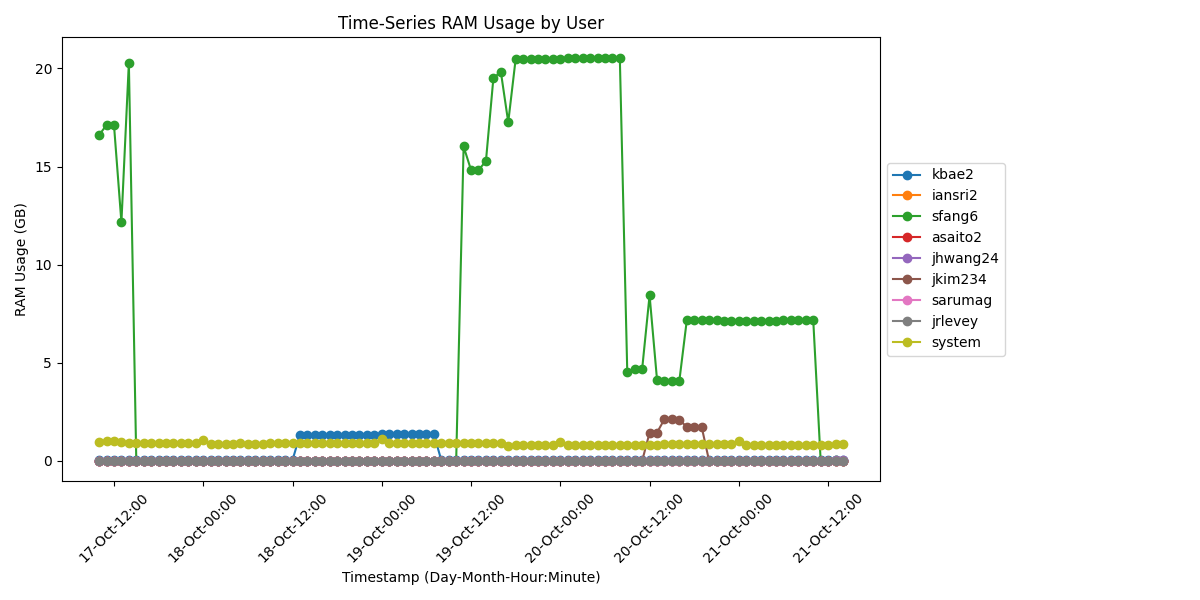 Time-Series RAM Usage by User
RAM Usage (GB)
20
15
10
5
0
17-Oct-12:00
18-Oct-00:00
18-Oct-12:00
19-Oct-00:00
19-Oct-12:00
20-Oct-00:00
20-Oct-12:00
21-Oct-00:00
21-Oct-12:00
Timestamp (Day-Month-Hour:Minute)
kbae2
iansri2
sfang6
asaito2
jhwang24
jkim234
sarumag
jrlevey
system